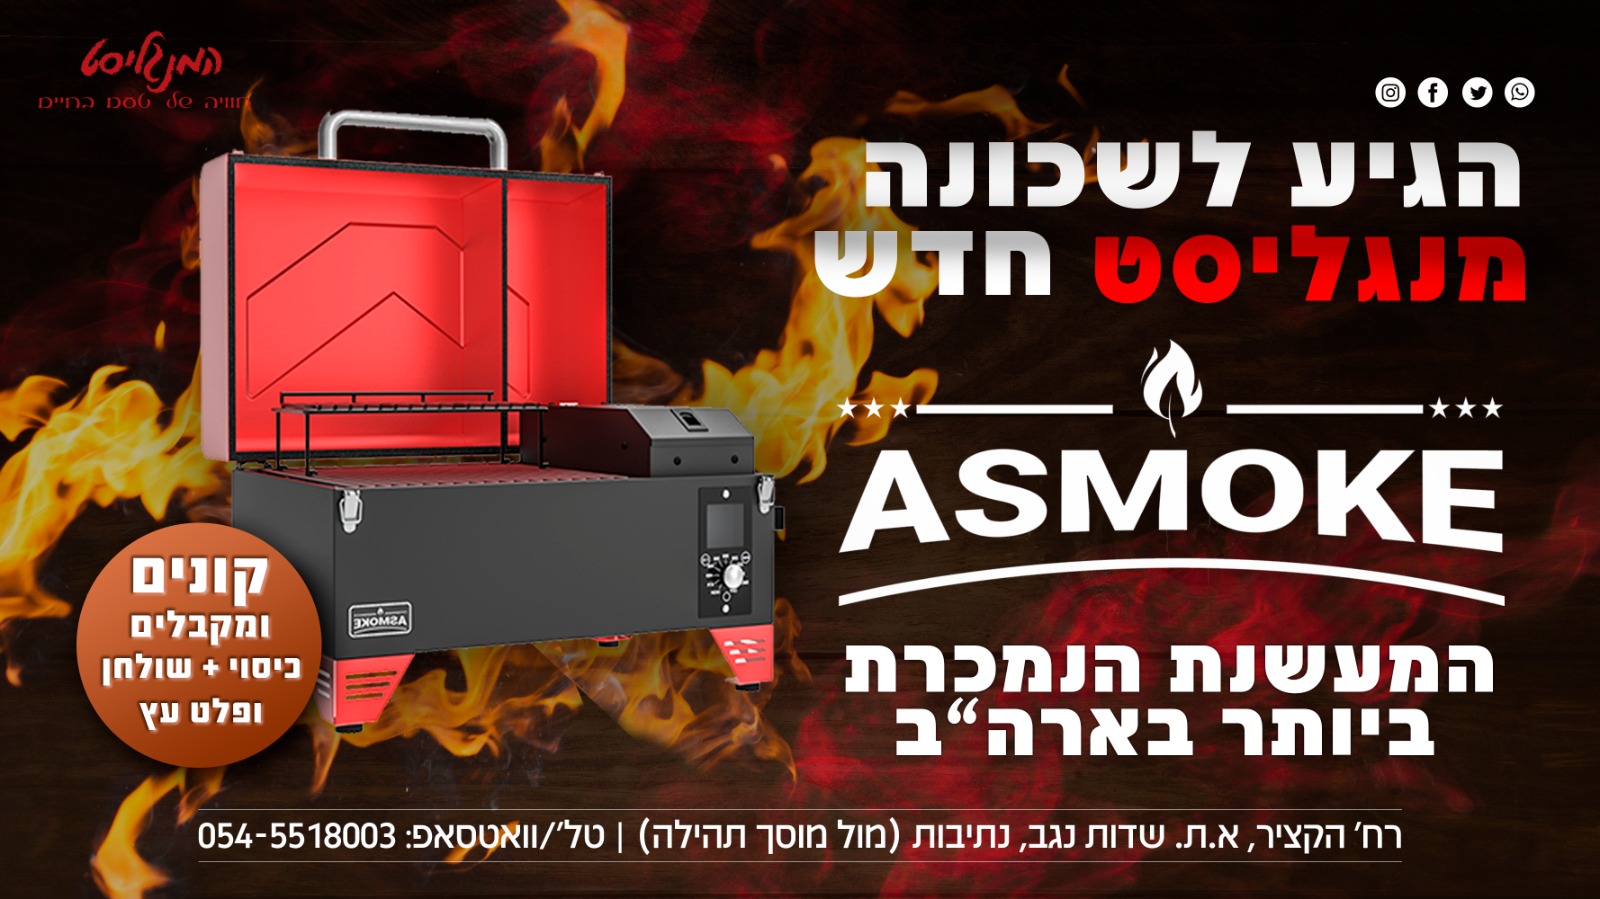 המנגליסט
חוויה של טעם בחיים
הגיע לשכונה
מנגליסט חדש
ASMOKE
המעשנת הנמכרת
ביותר בארה״ב
ASMOKE
קונים
ומקבלים
כיסוי + שולחן
ופלט עץ
רח׳ הקציר, א.ת. שדות נגב, נתיבות (מול מוסך תהילה) | טל׳/וואטסאפ: 054-5518003